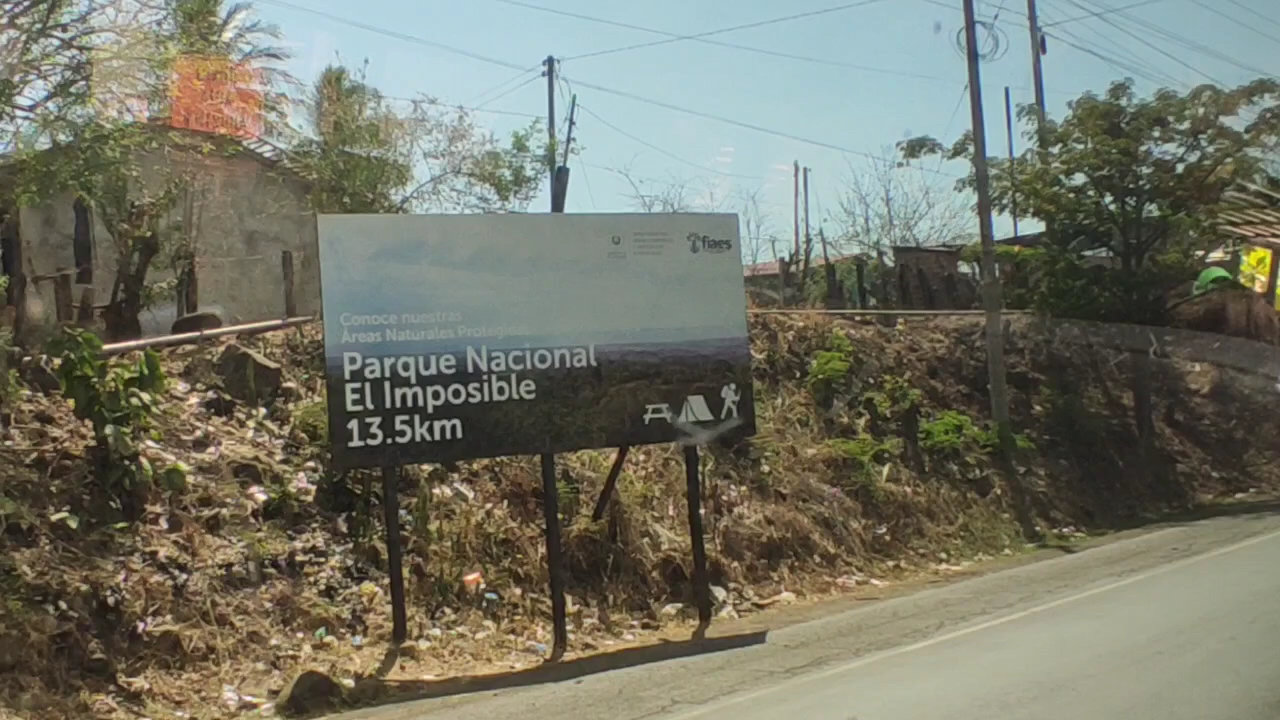 fiaes
Conoce nuestras
Áreas Naturales Protegidas
Parque Nacional
El Imposible
13.5km